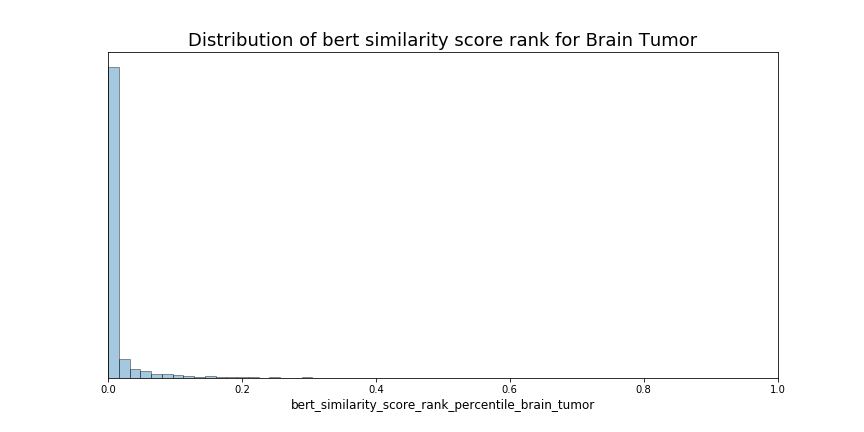 Distribution of bert similarity score rank for Brain Tumor
0.0 0.2 0.4 0.6 0.8 1.0
bert_similarity_score_rank_percentile_brain_tumor